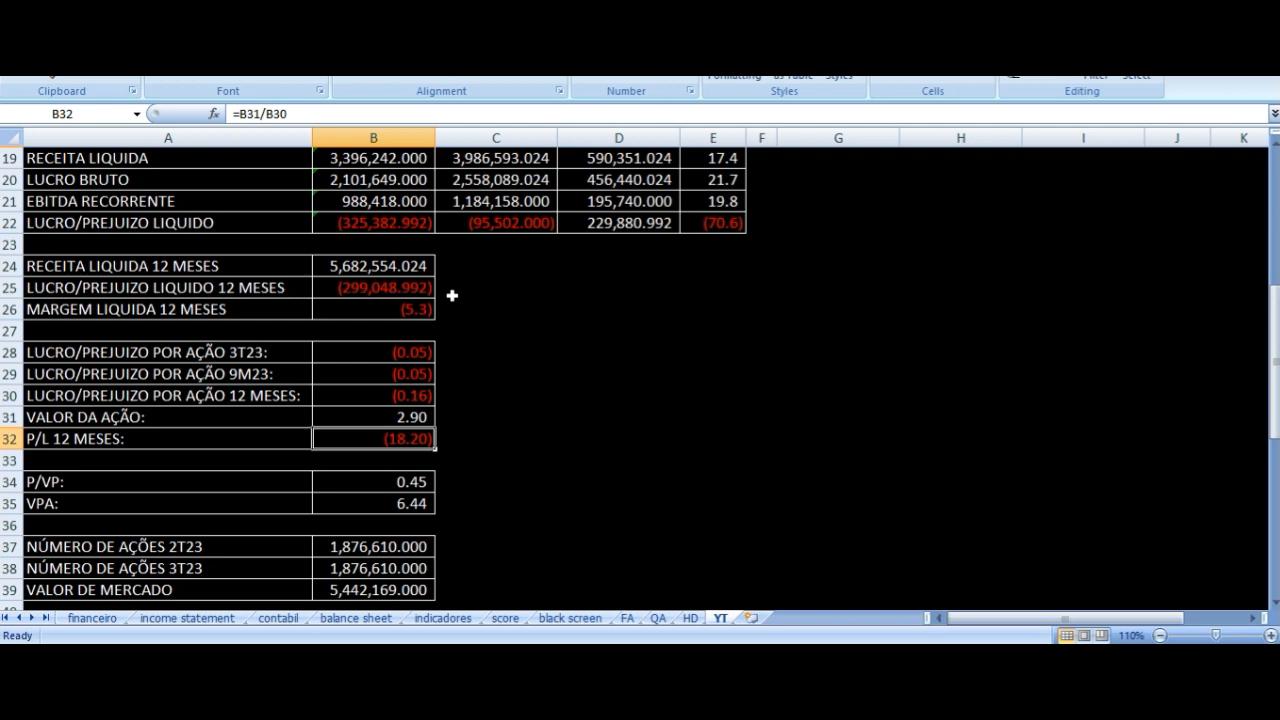 Clipboard Font Alignment Number Styles Cells Editing
B32 fx =B31/B30
A B C D E F G H I J K
19 RECEITA LIQUIDA 3,396,242.000 3,986,593.024 590,351.024 17.4
20 LUCRO BRUTO 2,101,649.000 2,558,089.024 456,440.024 21.7
21 EBITDA RECORRENTE 988,418.000 1,184,158.000 195,740.000 19.8
22 LUCRO/PREJUIZO LIQUIDO (325,382.992) (95,502.000) 229,880.992 (70.6)
23
24 RECEITA LIQUIDA 12 MESES 5,682,554.024
25 LUCRO/PREJUIZO LIQUIDO 12 MESES (299,048.992)
26 MARGEM LIQUIDA 12 MESES (5.3)
27
28 LUCRO/PREJUIZO POR AÇÃO 3T23: (0.05)
29 LUCRO/PREJUIZO POR AÇÃO 9M23: (0.05)
30 LUCRO/PREJUIZO POR AÇÃO 12 MESES: (0.16)
31 VALOR DA AÇÃO: 2.90
32 P/L 12 MESES: (18.20)
33
34 P/VP: 0.45
35 VPA: 6.44
36
37 NÚMERO DE AÇÕES 2T23 1,876,610.000
38 NÚMERO DE AÇÕES 3T23 1,876,610.000
39 VALOR DE MERCADO 5,442,169.000
financeiro income statement contabil balance sheet indicadores score black screen FA QA HD YT
Ready 110%